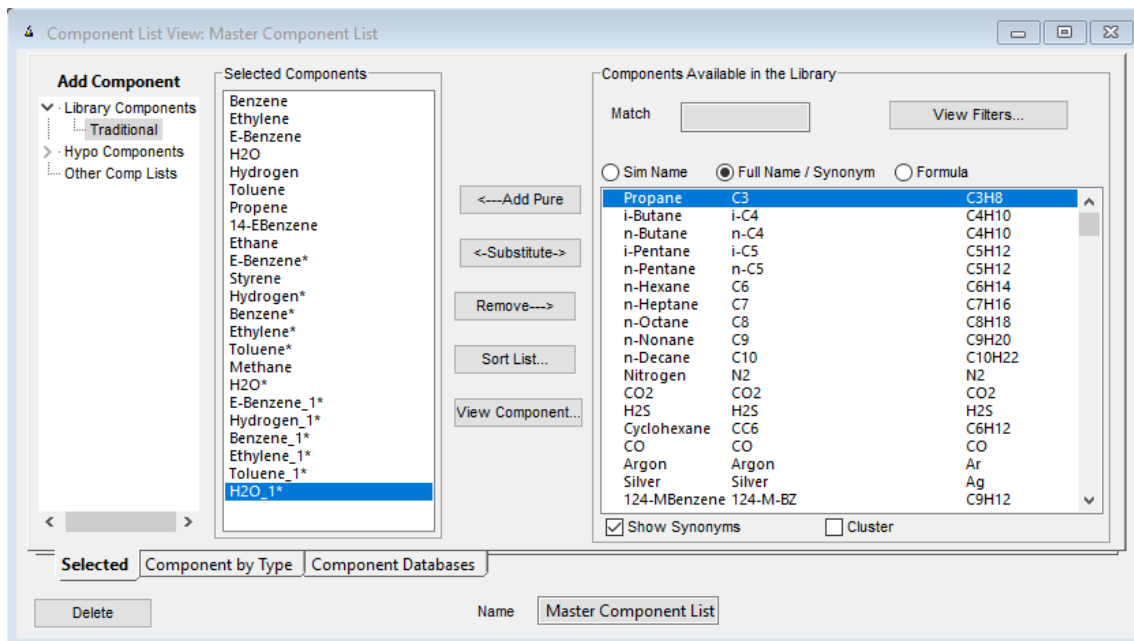 Component List View: Master Component List
Add Component
Library Components
Traditional
Hypo Components
Other Comp Lists
Selected Components
Benzene
Ethylene
E-Benzene
H2O
Hydrogen
Toluene
Propene
14-EBenzene
Ethane
E-Benzene*
Styrene
Hydrogen*
Benzene*
Ethylene*
Toluene*
Methane
H2O*
E-Benzene_1*
Hydrogen_1*
Benzene_1*
Ethylene_1*
Toluene_1*
H2O_1*
<---Add Pure
<-Substitute->
Remove--->
Sort List...
View Component...
Components Available in the Library
Match
View Filters...
Sim Name Full Name / Synonym Formula
Propane C3 C3H8
i-Butane i-C4 C4H10
n-Butane n-C4 C4H10
i-Pentane i-C5 C5H12
n-Pentane n-C5 C5H12
n-Hexane C6 C6H14
n-Heptane C7 C7H16
n-Octane C8 C8H18
n-Nonane C9 C9H20
n-Decane C10 C10H22
Nitrogen N2 N2
CO2 CO2 CO2
H2S H2S H2S
Cyclohexane CC6 C6H12
CO CO CO
Argon Argon Ar
Silver Silver Ag
124-MBenzene 124-M-BZ C9H12
Show Synonyms Cluster
Selected Component by Type Component Databases
Delete Name Master Component List